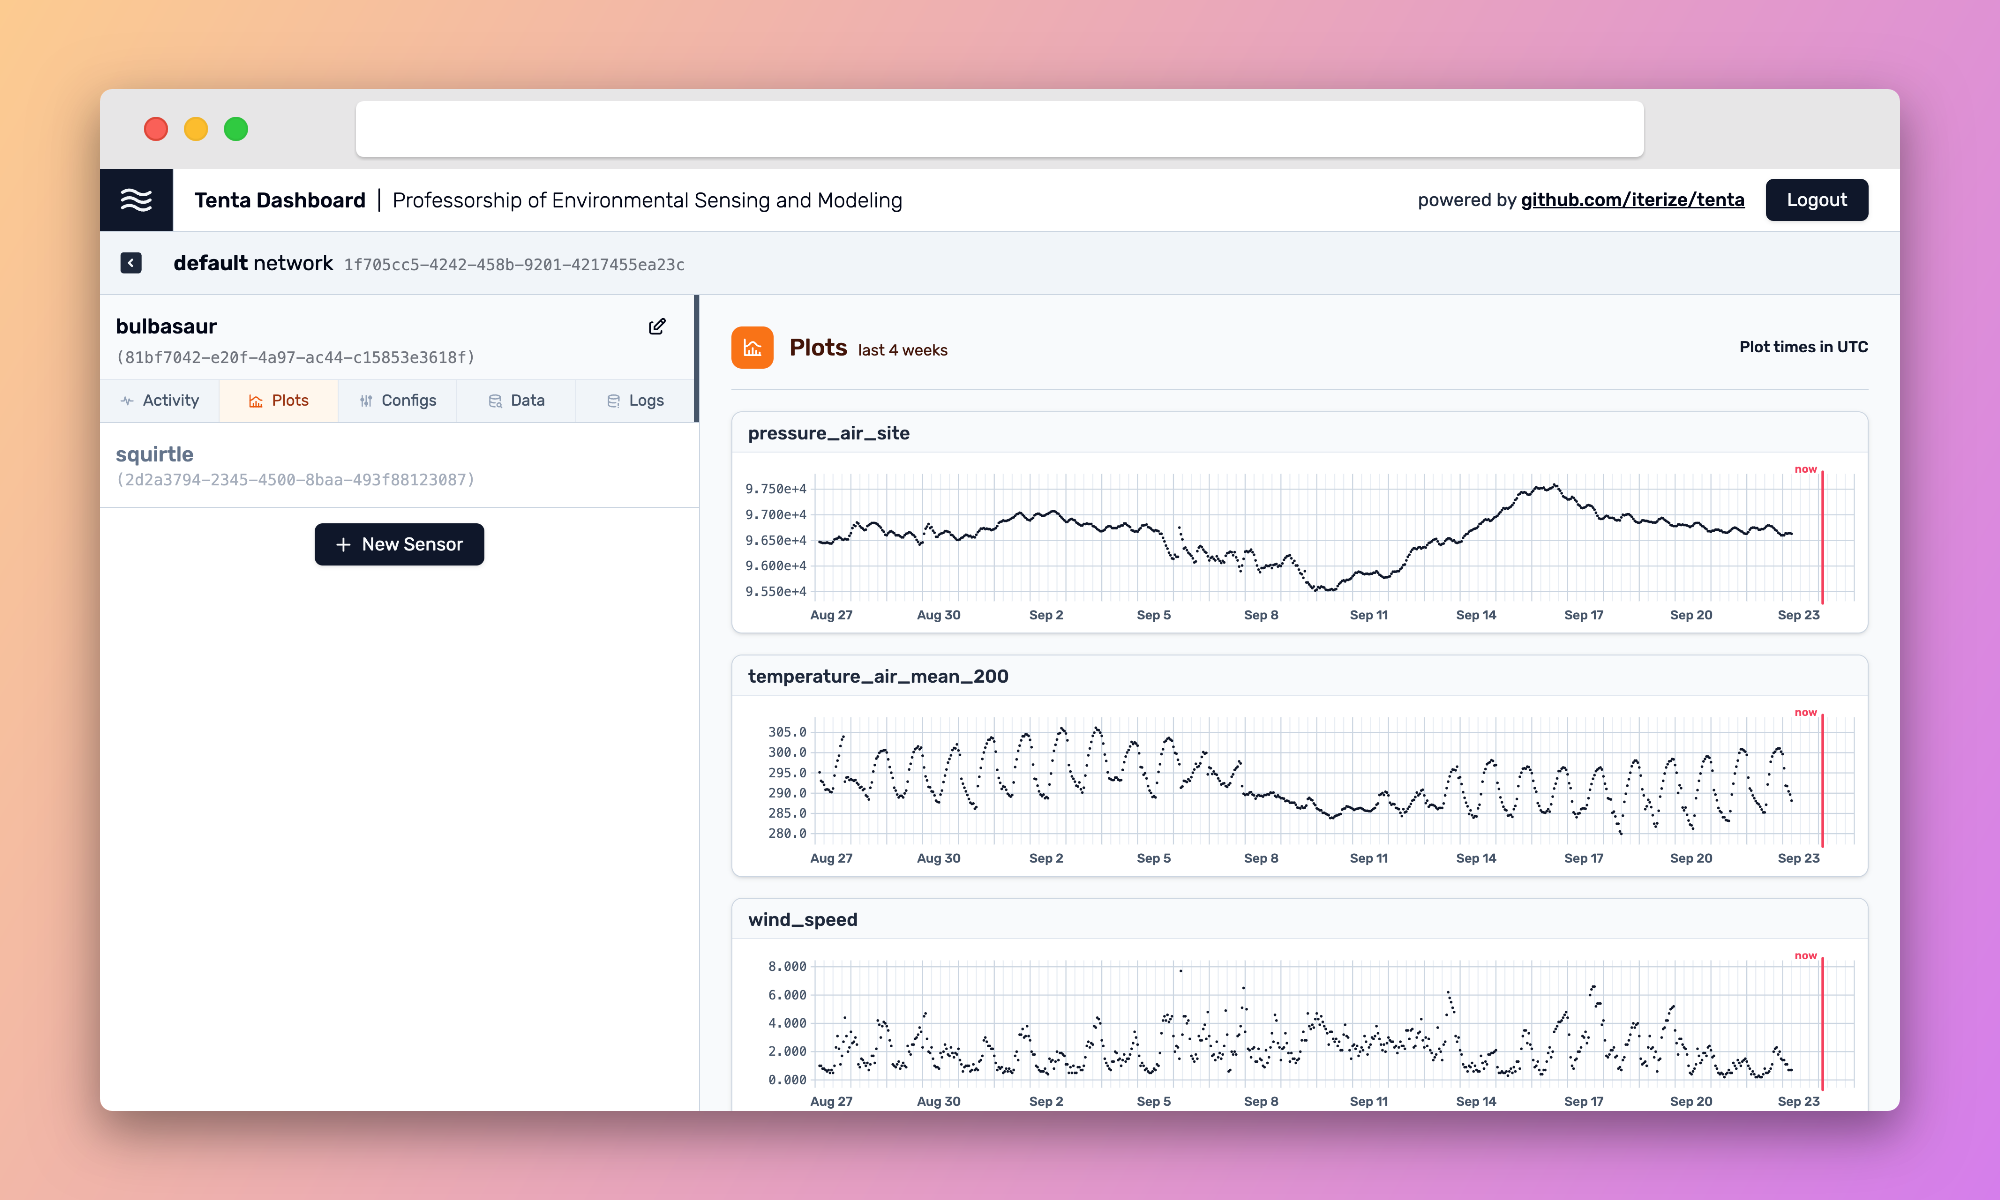 Tenta Dashboard | Professorship of Environmental Sensing and Modeling
powered by github.com/iterize/tenta
Logout
default network 1f705cc5-4242-458b-9201-4217455ea23c
bulbasaur
(81bf7042-e20f-4a97-ac44-c15853e3618f)
Activity Plots Configs Data Logs
squirtle
(2d2a3794-2345-4500-8baa-493f88123087)
+ New Sensor
Plots last 4 weeks
Plot times in UTC
pressure_air_site
now
9.750e+4
9.700e+4
9.650e+4
9.600e+4
9.550e+4
Aug 27 Aug 30 Sep 2 Sep 5 Sep 8 Sep 11 Sep 14 Sep 17 Sep 20 Sep 23
temperature_air_mean_200
now
305.0
300.0
295.0
290.0
285.0
280.0
Aug 27 Aug 30 Sep 2 Sep 5 Sep 8 Sep 11 Sep 14 Sep 17 Sep 20 Sep 23
wind_speed
now
8.000
6.000
4.000
2.000
0.000
Aug 27 Aug 30 Sep 2 Sep 5 Sep 8 Sep 11 Sep 14 Sep 17 Sep 20 Sep 23